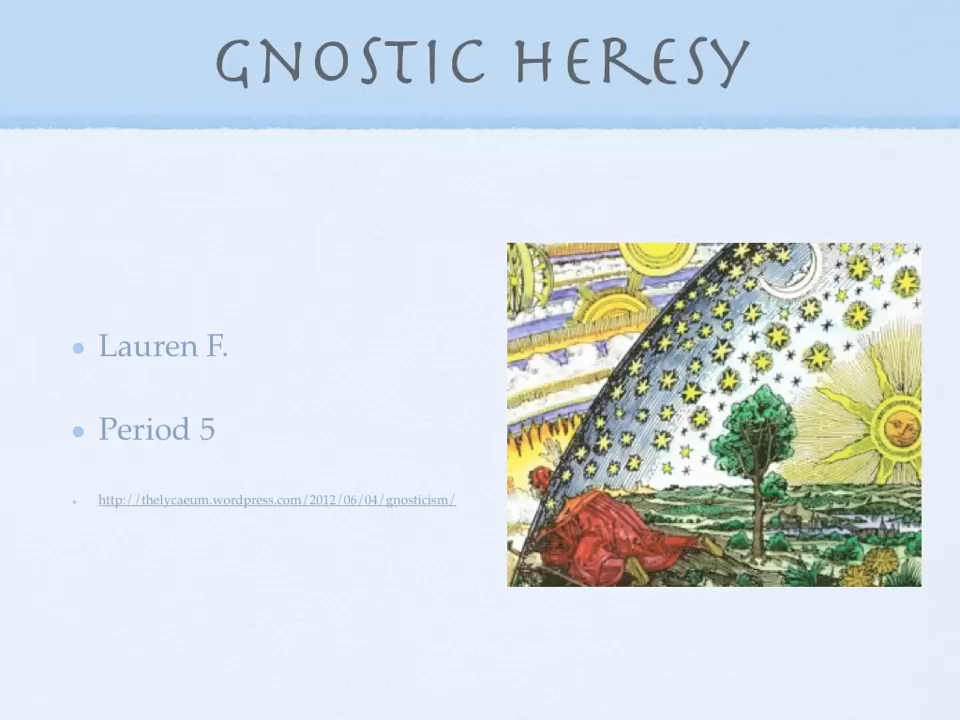 GNOSTIC HERESY
• Lauren F.
• Period 5
• http://thelycaeum.wordpress.com/2012/06/04/gnosticism/